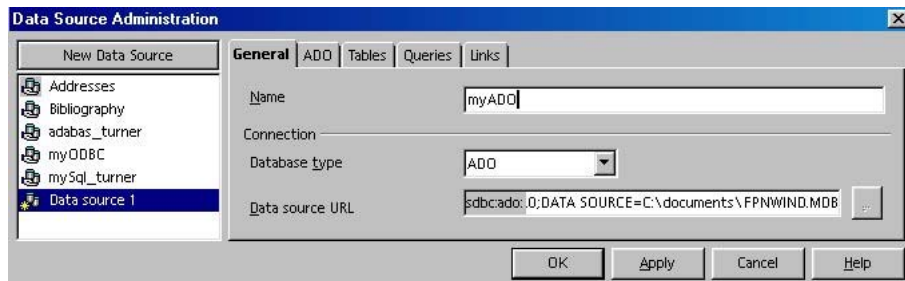 Data Source Administration
New Data Source
Addresses
Bibliography
adabas_turner
myODBC
mySql_turner
Data source 1
General
ADO
Tables
Queries
Links
Name
myADO
Connection
Database type
ADO
Data source URL
sdbc:ado:.0;DATA SOURCE=C:\documents\FPNWIND.MDB
...
OK
Apply
Cancel
Help